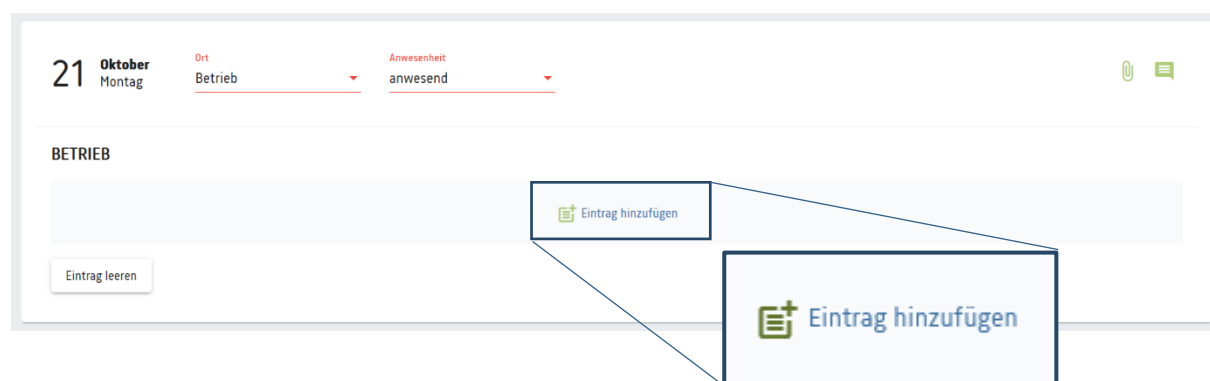 21 Oktober
Montag
Ort
Betrieb
Anwesenheit
anwesend
BETRIEB
Eintrag hinzufügen
Eintrag leeren
Eintrag hinzufügen